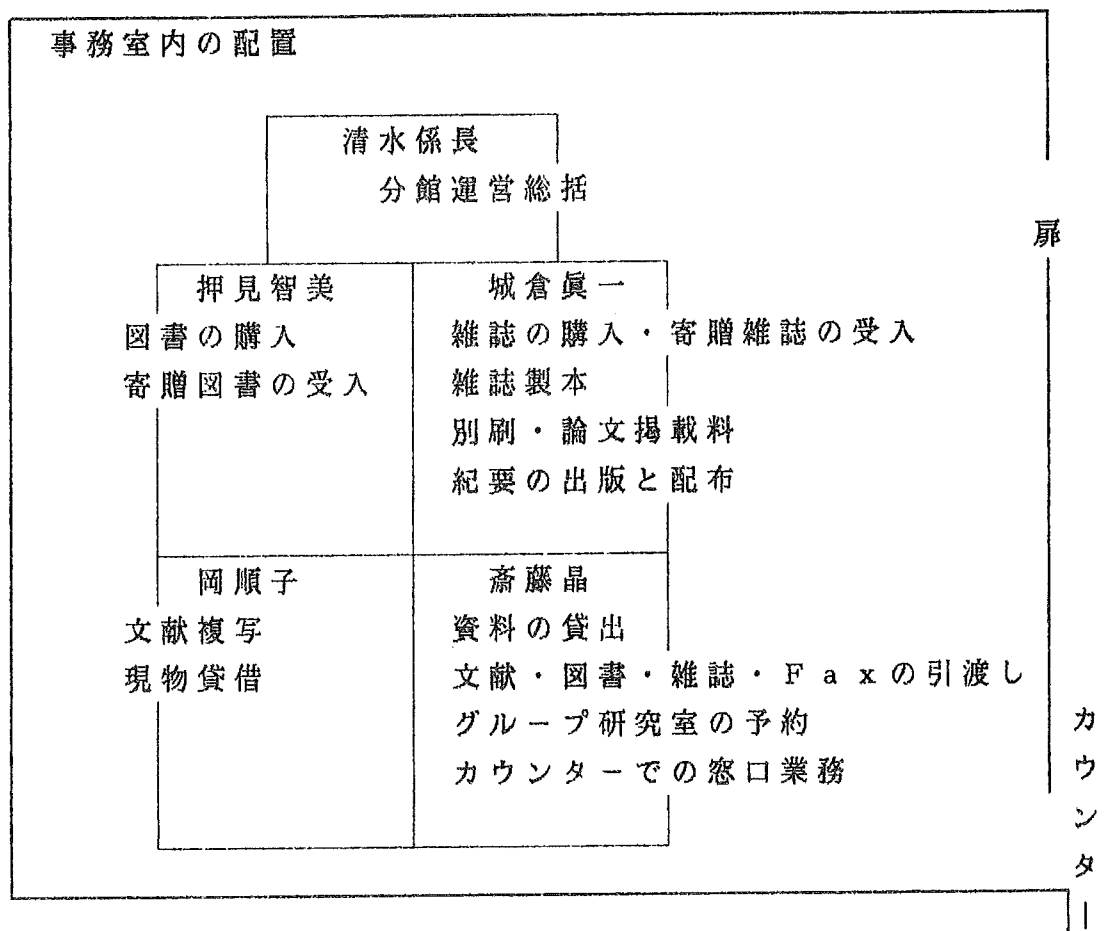 事務室内の配置
清水係長
分館運営総括
扉
押見智美
図書の購入
寄贈図書の受入
城倉眞一
雑誌の購入・寄贈雑誌の受入
雑誌製本
別刷・論文掲載料
紀要の出版と配布
岡順子
文献複写
現物貸借
斎藤晶
資料の貸出
文献・図書・雑誌・Faxの引渡し
グループ研究室の予約
カウンターでの窓口業務
カウンター